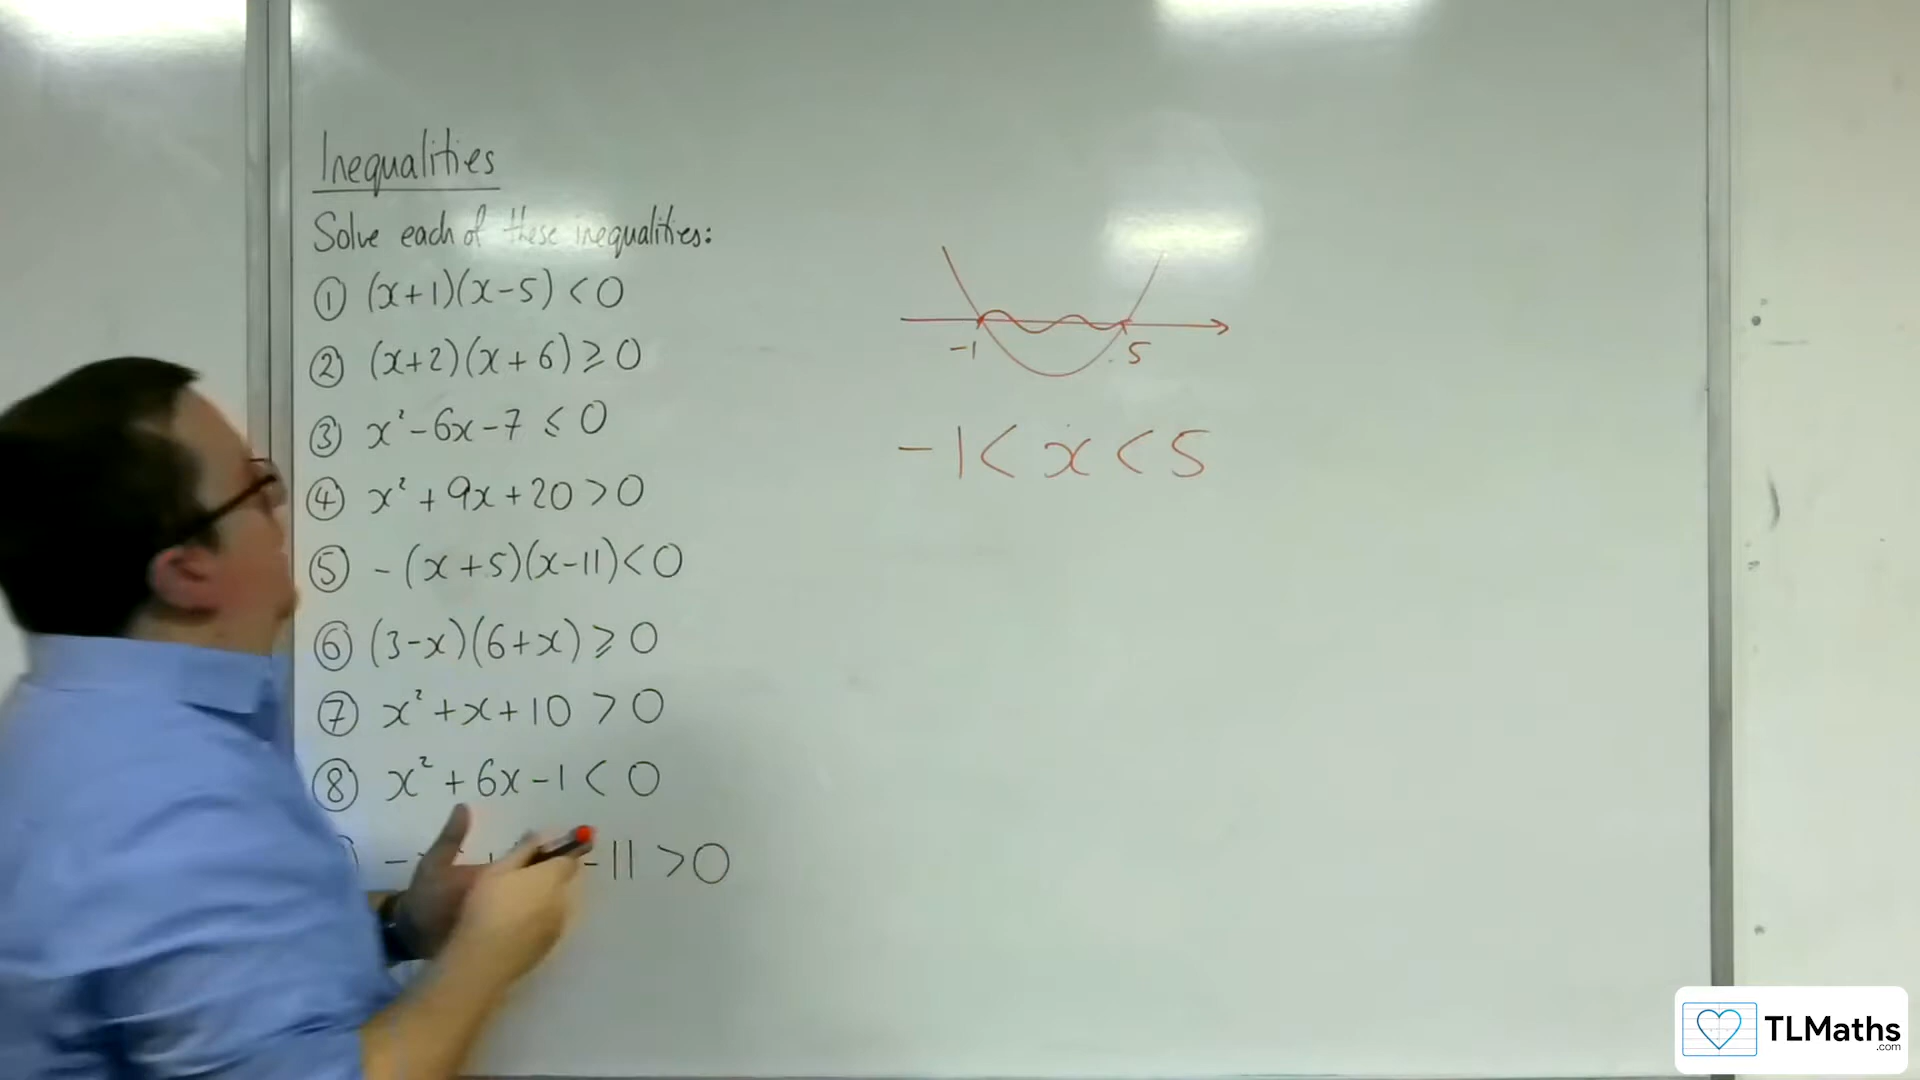 Inequalities
Solve each of these inequalities:
① (x+1)(x-5) < 0
② (x+2)(x+6) ⩾ 0
③ x²-6x-7 ⩽ 0
④ x²+9x+20 > 0
⑤ -(x+5)(x-11) < 0
⑥ (3-x)(6+x) ⩾ 0
⑦ x²+x+10 > 0
⑧ x²+6x-1 < 0
-11 > 0
-1 5
-1 < x < 5
TLMaths
.com